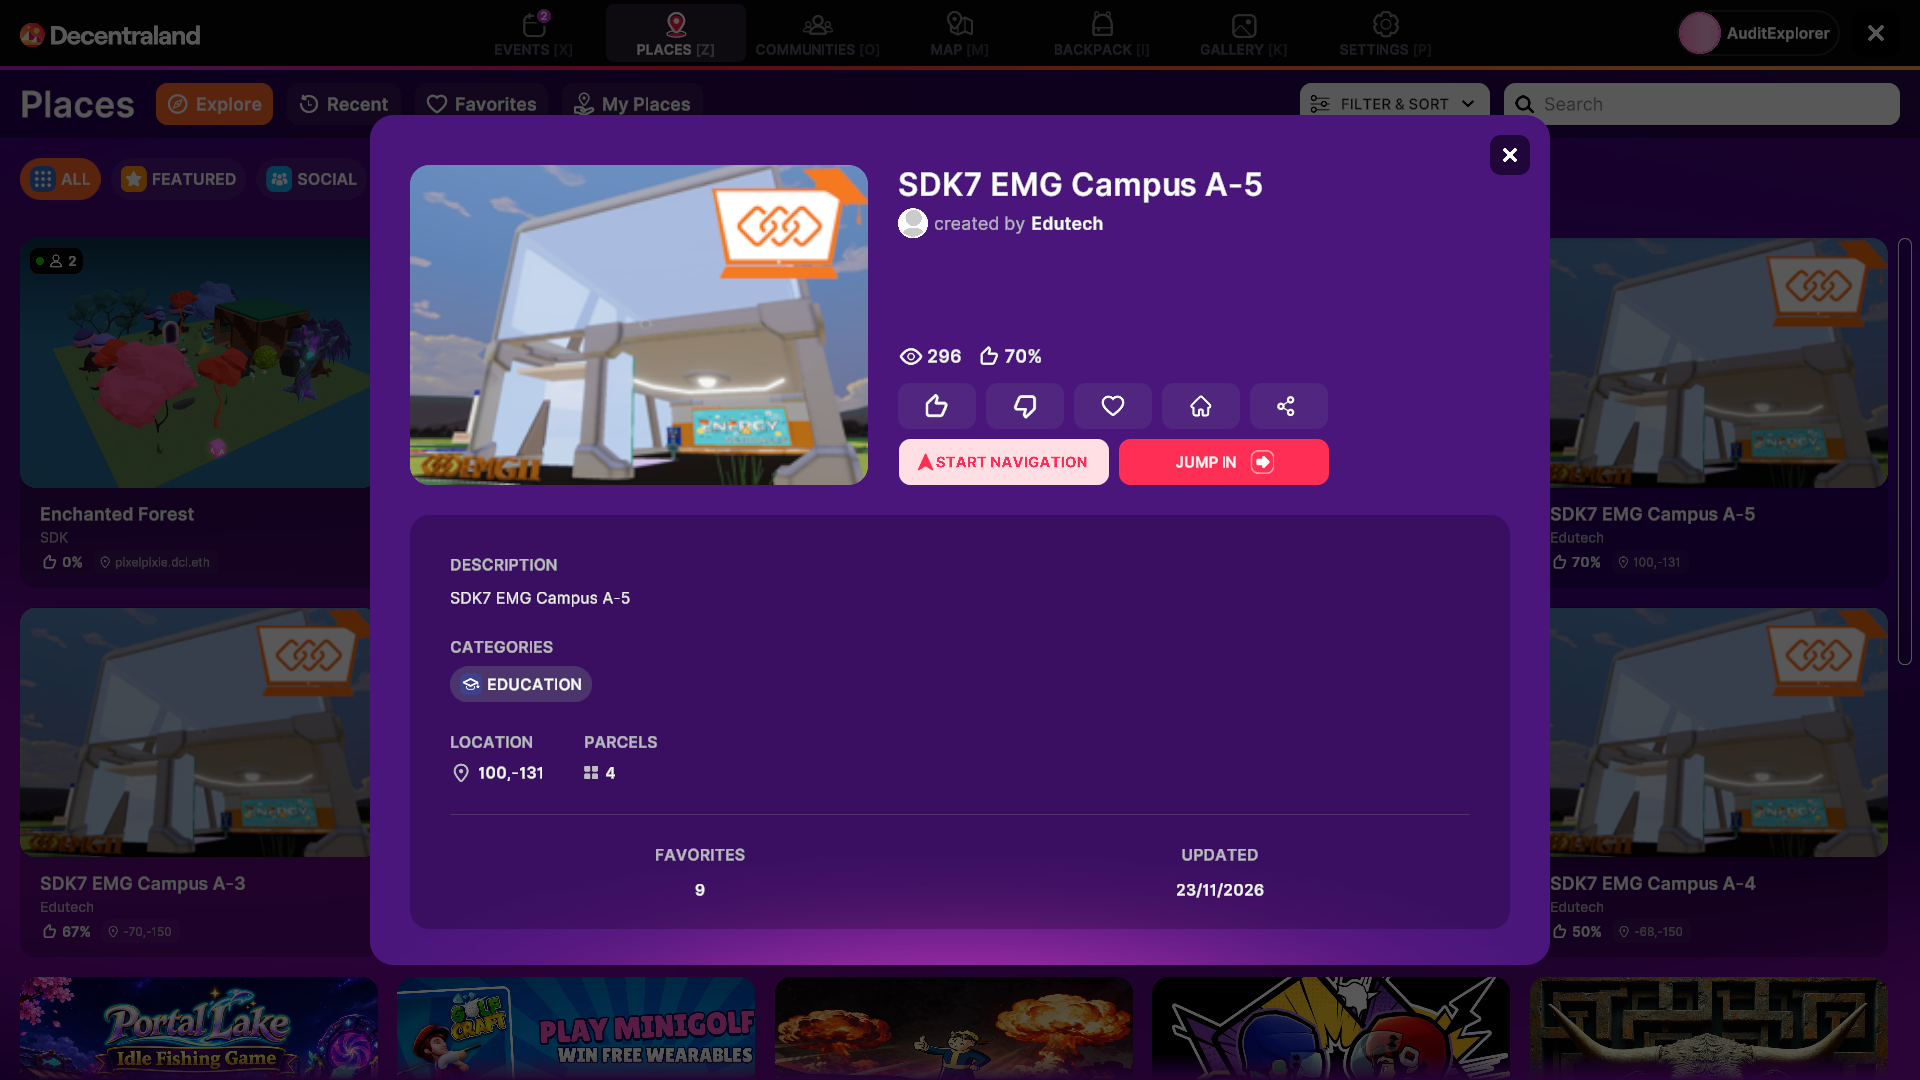 Decentraland
EVENTS [X]
2
PLACES [Z]
COMMUNITIES [O]
MAP [M]
BACKPACK [I]
GALLERY [K]
SETTINGS [P]
AuditExplorer
Places
Explore
Recent
Favorites
My Places
FILTER & SORT
Search
ALL
FEATURED
SOCIAL
2
Enchanted Forest
SDK
0%
pixelpixie.dcl.eth
SDK7 EMG Campus A-5
created by Edutech
296
70%
START NAVIGATION
JUMP IN
DESCRIPTION
SDK7 EMG Campus A-5
CATEGORIES
EDUCATION
LOCATION
PARCELS
100,-131
4
FAVORITES
UPDATED
9
23/11/2026
ENERGY
SDK7 EMG Campus A-5
Edutech
70%
100,-131
SDK7 EMG Campus A-3
Edutech
67%
-70,-150
SDK7 EMG Campus A-4
Edutech
50%
-68,-150
Portal Lake
Idle Fishing Game
GOLF
CRAFT
PLAY MINIGOLF
WIN FREE WEARABLES